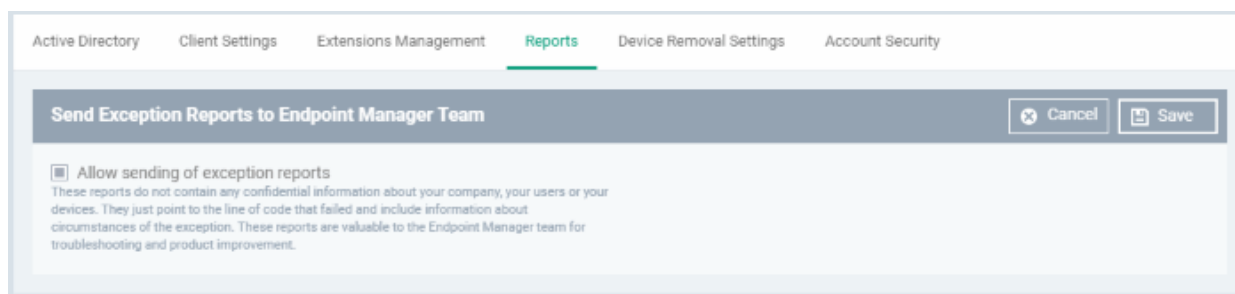 Active Directory Client Settings Extensions Management Reports Device Removal Settings Account Security
Send Exception Reports to Endpoint Manager Team Cancel Save
Allow sending of exception reports
These reports do not contain any confidential information about your company, your users or your
devices. They just point to the line of code that failed and include information about
circumstances of the exception. These reports are valuable to the Endpoint Manager team for
troubleshooting and product improvement.